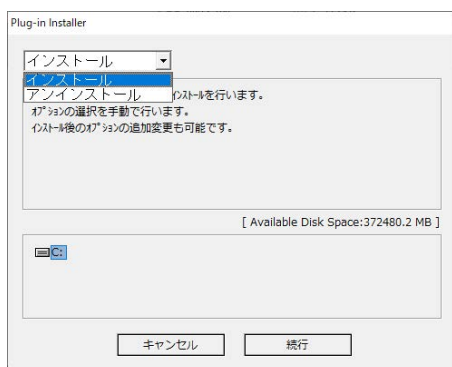 Plug-in Installer
インストール
インストール
アンインストール
ｲﾝｽﾄｰﾙを行います。
ｵﾌﾟｼｮﾝの選択を手動で行います。
ｲﾝｽﾄｰﾙ後のｵﾌﾟｼｮﾝの追加変更も可能です。
[ Available Disk Space:372480.2 MB ]
C:
キャンセル
続行